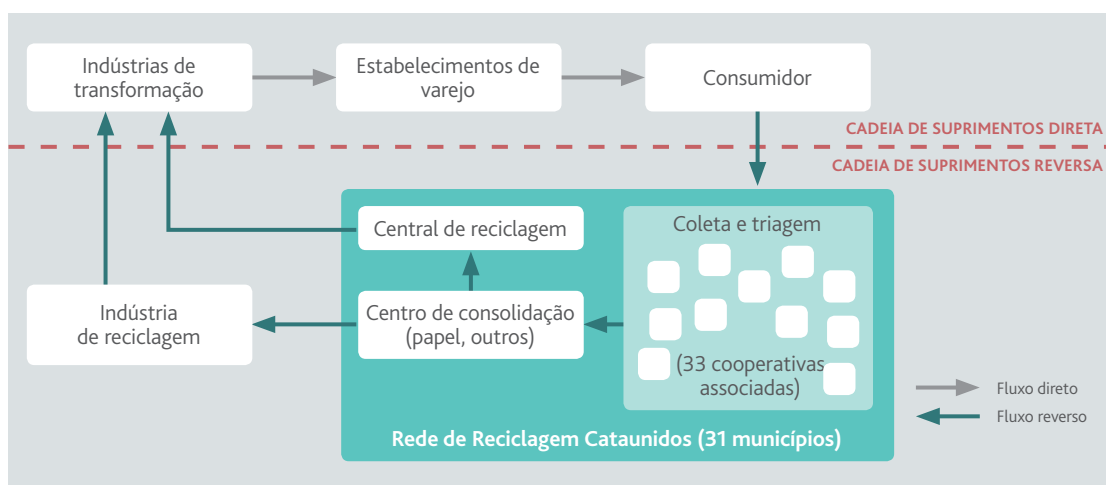 Indústrias de
transformação
Estabelecimentos de
varejo
Consumidor
CADEIA DE SUPRIMENTOS DIRETA
CADEIA DE SUPRIMENTOS REVERSA
Central de reciclagem
Coleta e triagem
Indústria
de reciclagem
Centro de consolidação
(papel, outros)
(33 cooperativas
associadas)
Fluxo direto
Fluxo reverso
Rede de Reciclagem Cataunidos (31 municípios)